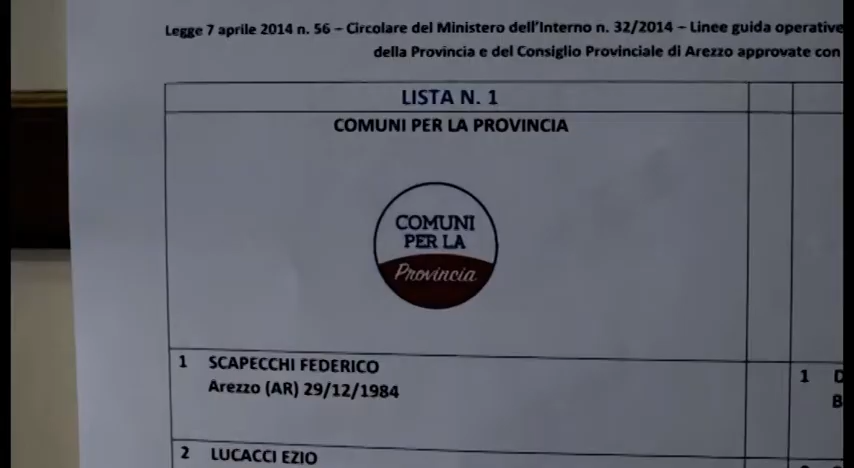 Legge 7 aprile 2014 n. 56 – Circolare del Ministero dell'Interno n. 32/2014 – Linee guida operative
della Provincia e del Consiglio Provinciale di Arezzo approvate con
LISTA N. 1
COMUNI PER LA PROVINCIA
COMUNI
PER LA
Provincia
1 SCAPECCHI FEDERICO
Arezzo (AR) 29/12/1984
1
2 LUCACCI EZIO